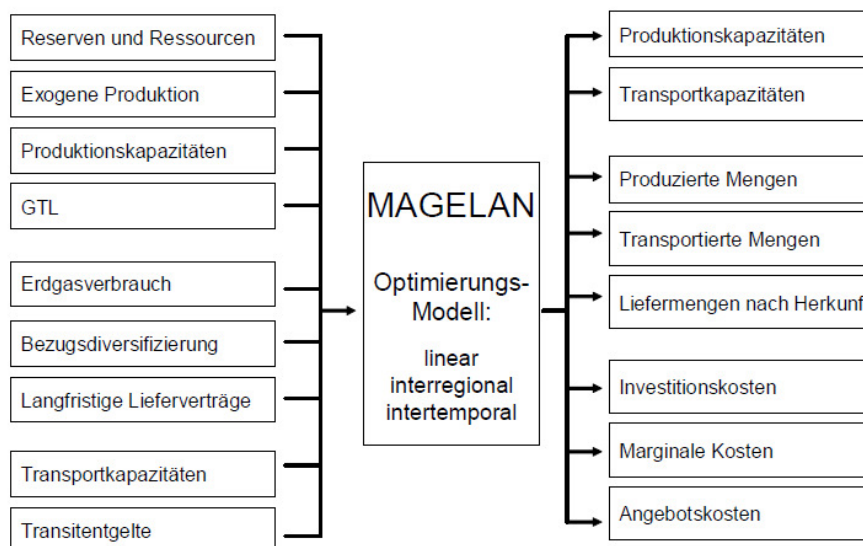 Reserven und Ressourcen
Exogene Produktion
Produktionskapazitäten
GTL
Erdgasverbrauch
Bezugsdiversifizierung
Langfristige Lieferverträge
Transportkapazitäten
Transitentgelte
MAGELAN
Optimierungs-
Modell:
linear
interregional
intertemporal
Produktionskapazitäten
Transportkapazitäten
Produzierte Mengen
Transportierte Mengen
Liefermengen nach Herkunf
Investitionskosten
Marginale Kosten
Angebotskosten